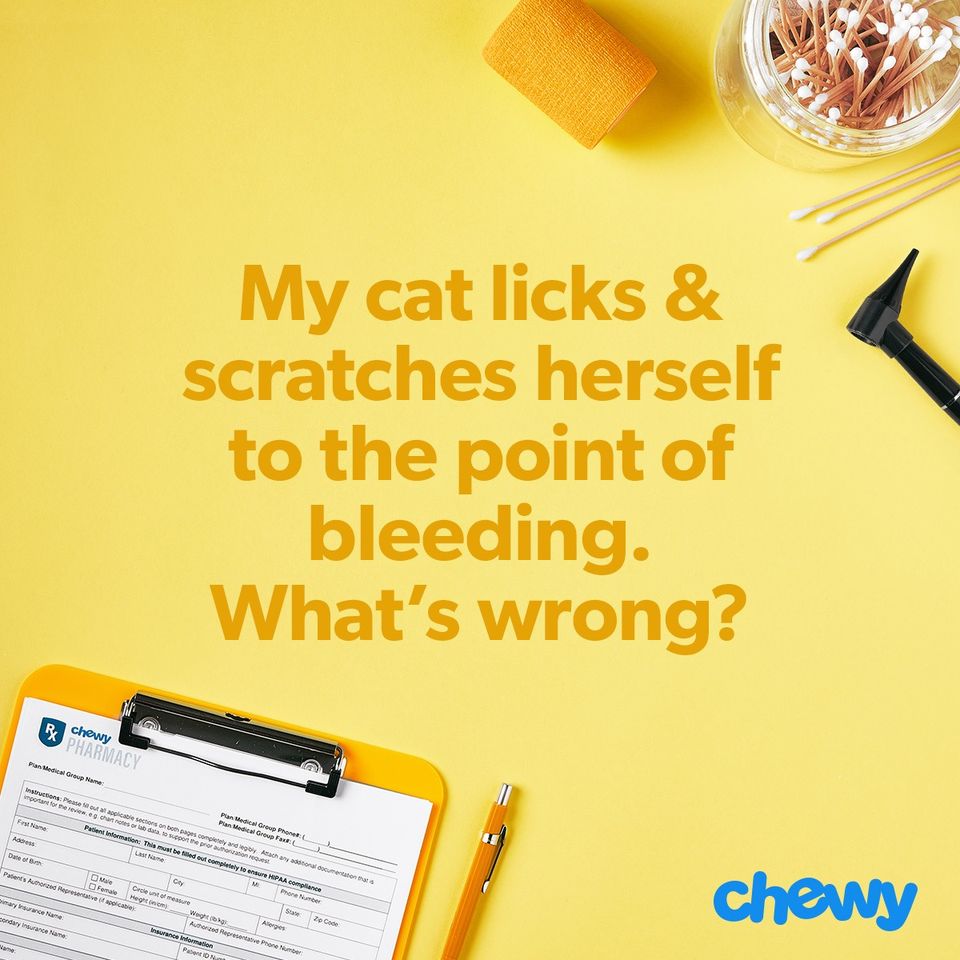 My cat licks &
scratches herself
to the point of
bleeding.
What's wrong?
Rx
chewy
PHARMACY
Plan/Medical Group Name:
Plan/Medical Group Phone#: (
Plan/Medical Group Fax#: (
Instructions: Please fill out all applicable sections on both pages completely and legibly. Attach any additional documentation that is
important for the review, e.g. chart notes or lab data, to support the prior authorization request.
Patient Information: This must be filled out completely to ensure HIPAA compliance
First Name:
Last Name:
MI:
Phone Number:
Address:
City:
State:
Zip Code:
Date of Birth:
Male
Female
Circle unit of measure
Height (in/cm):
Weight (lb/kg):
Allergies:
Patient's Authorized Representative (if applicable):
Authorized Representative Phone Number:
Insurance Information
Insurance Name:
Patient ID
Insurance Name:
chewy